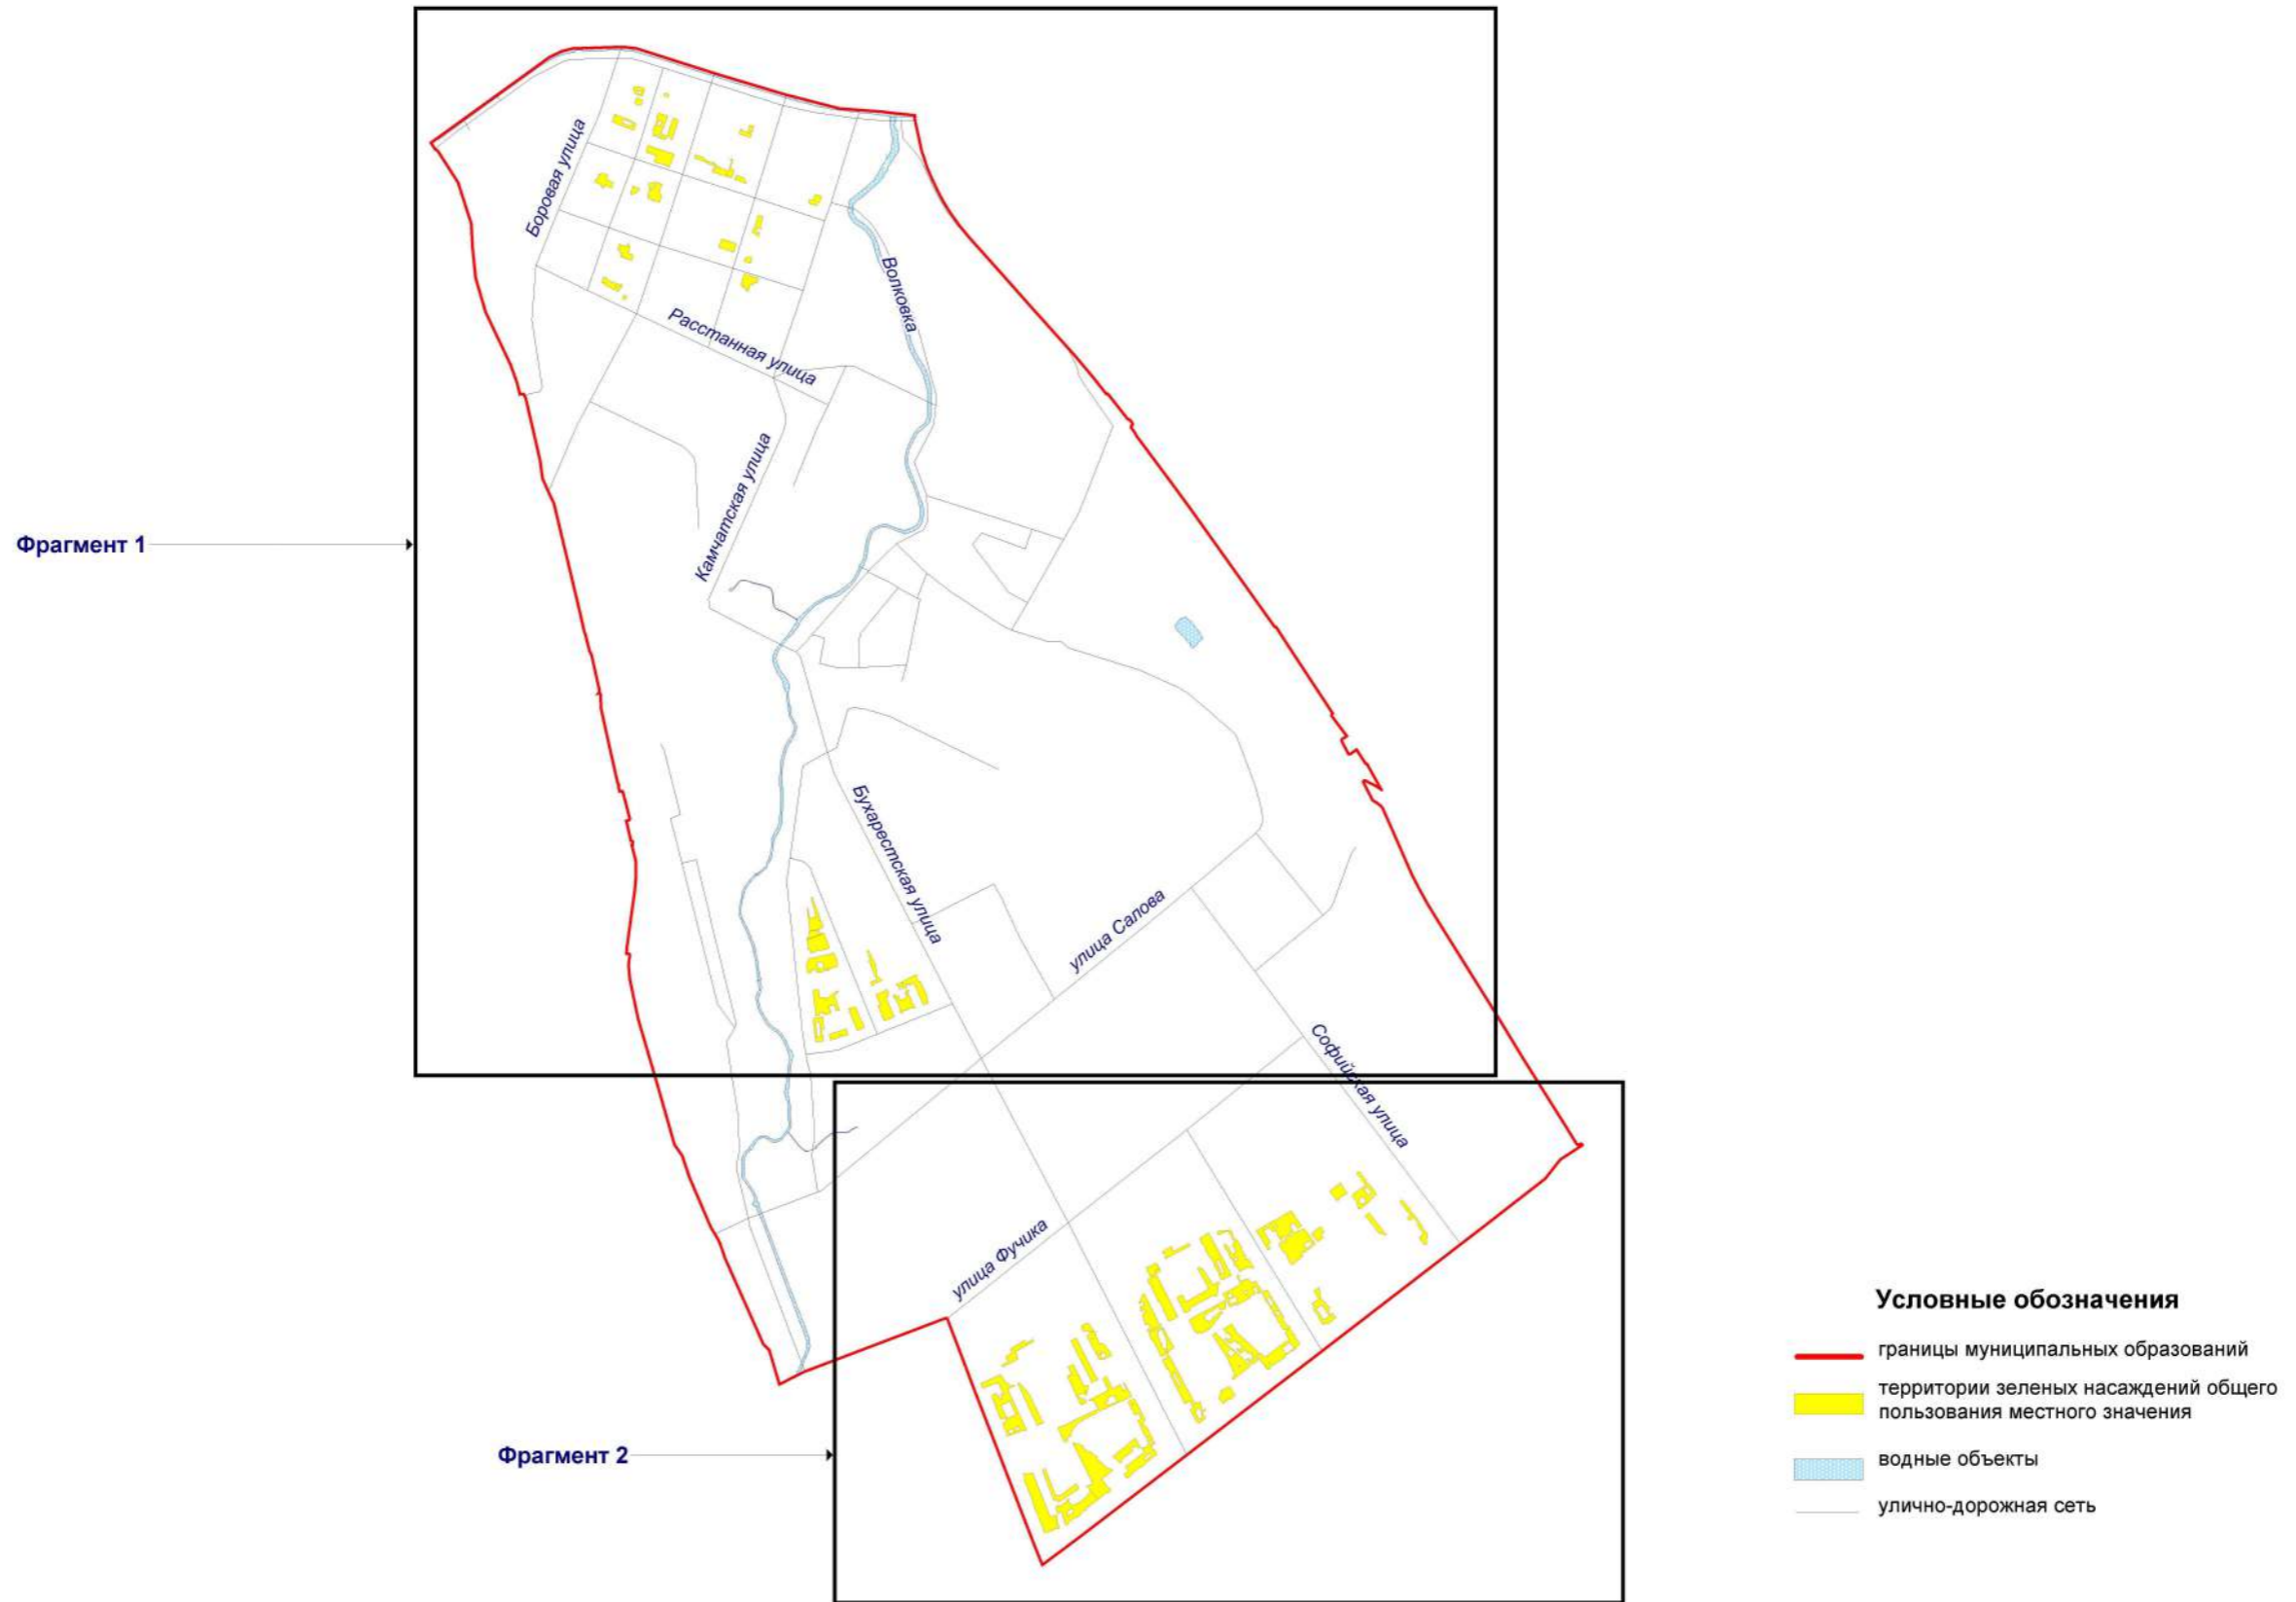 Боровая улица
Волковка
Расстанная улица
Камчатская улица
Фрагмент 1
Бухарестская улица
улица Салова
Софийская улица
улица Фучика
Фрагмент 2
Условные обозначения
границы муниципальных образований
территории зеленых насаждений общего
пользования местного значения
водные объекты
улично-дорожная сеть